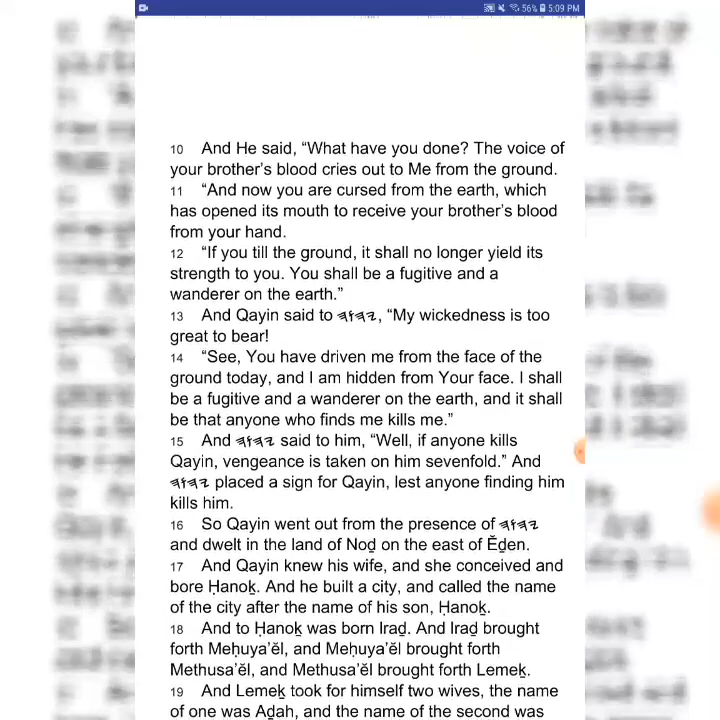 56% 5:09 PM
10 And He said, “What have you done? The voice of
your brother’s blood cries out to Me from the ground.
11 “And now you are cursed from the earth, which
has opened its mouth to receive your brother’s blood
from your hand.
12 “If you till the ground, it shall no longer yield its
strength to you. You shall be a fugitive and a
wanderer on the earth.”
13 And Qayin said to 𐤉𐤄𐤅𐤄, “My wickedness is too
great to bear!
14 “See, You have driven me from the face of the
ground today, and I am hidden from Your face. I shall
be a fugitive and a wanderer on the earth, and it shall
be that anyone who finds me kills me.”
15 And 𐤉𐤄𐤅𐤄 said to him, “Well, if anyone kills
Qayin, vengeance is taken on him sevenfold.” And
𐤉𐤄𐤅𐤄 placed a sign for Qayin, lest anyone finding him
kills him.
16 So Qayin went out from the presence of 𐤉𐤄𐤅𐤄
and dwelt in the land of Noḏ on the east of Ěḏen.
17 And Qayin knew his wife, and she conceived and
bore Ḥanoḵ. And he built a city, and called the name
of the city after the name of his son, Ḥanoḵ.
18 And to Ḥanoḵ was born Iraḏ. And Iraḏ brought
forth Meḥuya’ěl, and Meḥuya’ěl brought forth
Methusa’ěl, and Methusa’ěl brought forth Lemeḵ.
19 And Lemeḵ took for himself two wives, the name
of one was Aḏah, and the name of the second was